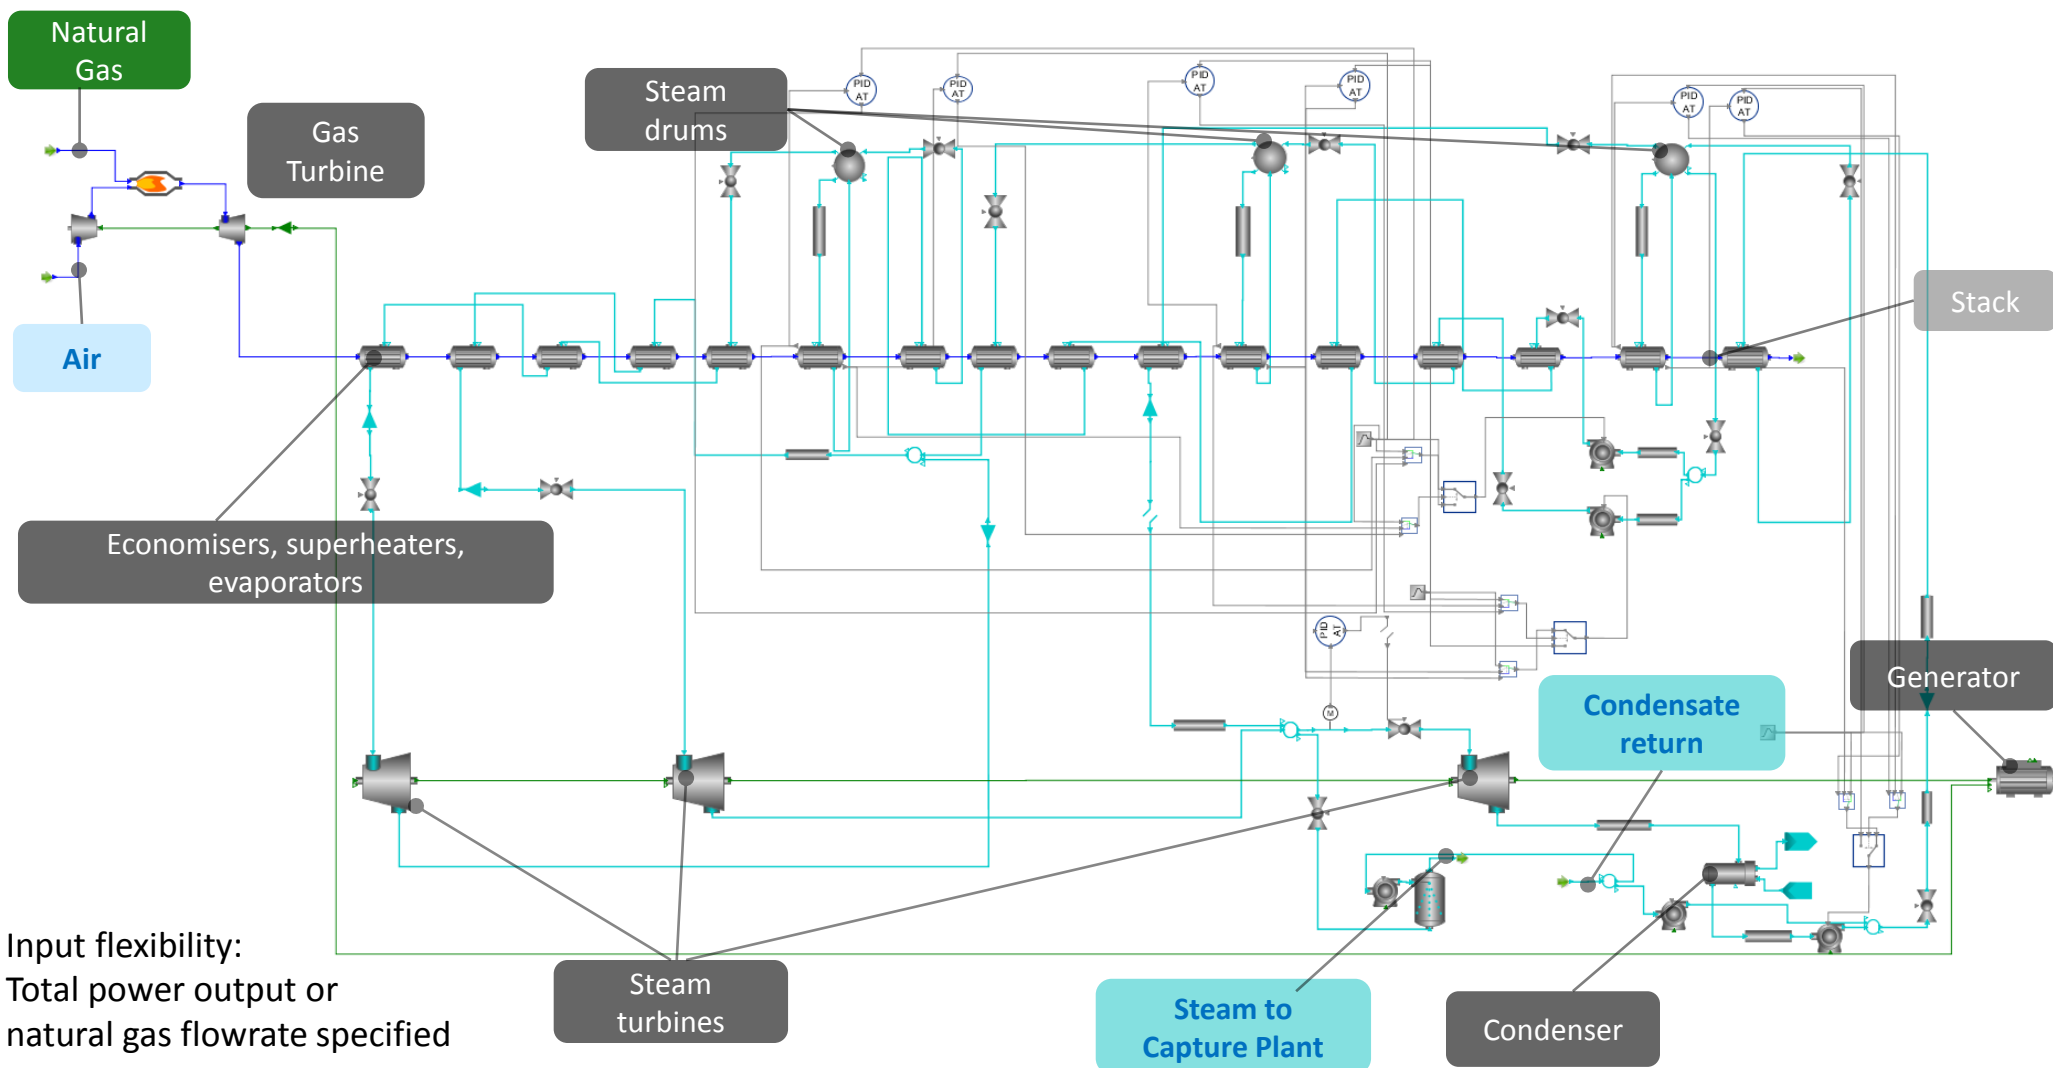 Natural
Gas
Gas
Turbine
Steam
drums
PID
AT
PID
AT
PID
AT
PID
AT
PID
AT
PID
AT
Air
Stack
Economisers, superheaters,
evaporators
PID
AT
M
Condensate
return
Generator
Input flexibility:
Total power output or
natural gas flowrate specified
Steam
turbines
Steam to
Capture Plant
Condenser